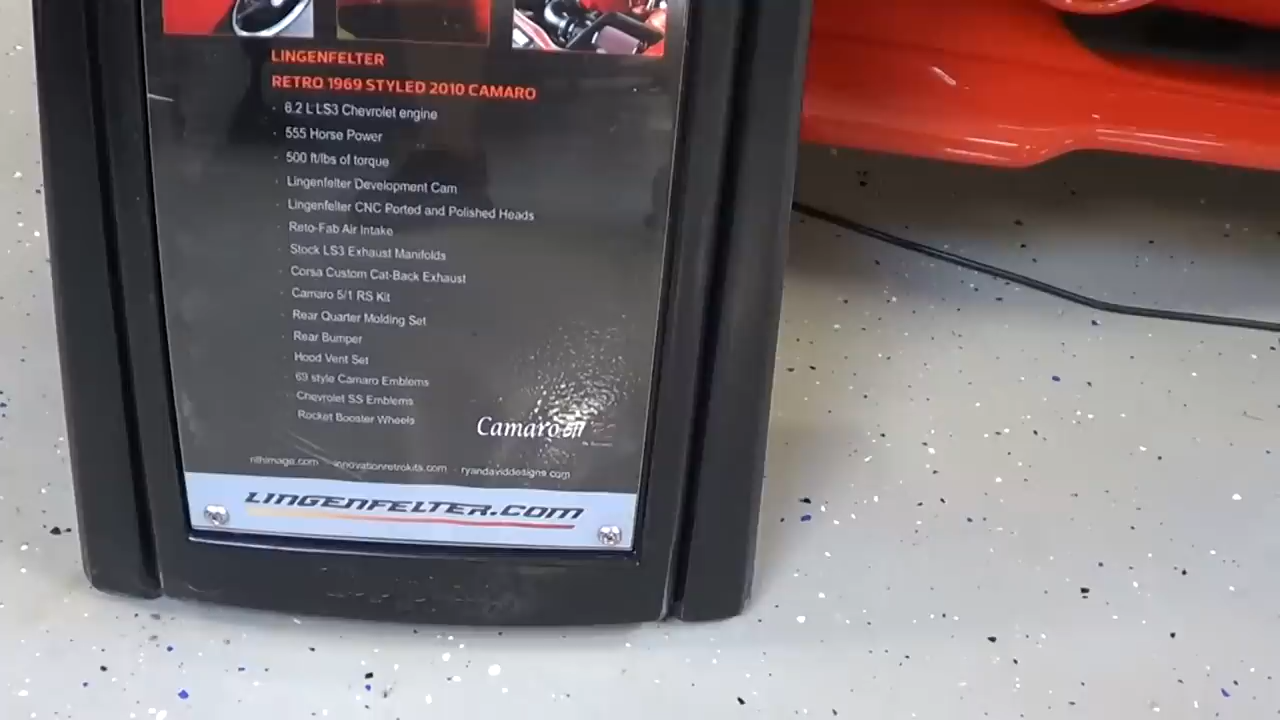 LINGENFELTER
RETRO 1969 STYLED 2010 CAMARO
· 6.2 L LS3 Chevrolet engine
· 555 Horse Power
· 500 ft/lbs of torque
· Lingenfelter Development Cam
· Lingenfelter CNC Ported and Polished Heads
· Reto-Fab Air Intake
· Stock LS3 Exhaust Manifolds
· Corsa Custom Cat-Back Exhaust
· Camaro 5/1 RS Kit
· Rear Quarter Molding Set
· Rear Bumper
· Hood Vent Set
· 69 style Camaro Emblems
· Chevrolet SS Emblems
· Rocket Booster Wheels
Camaro
innovationretrokits.com · ryandaviddesigns.com
LINGENFELTER.COM